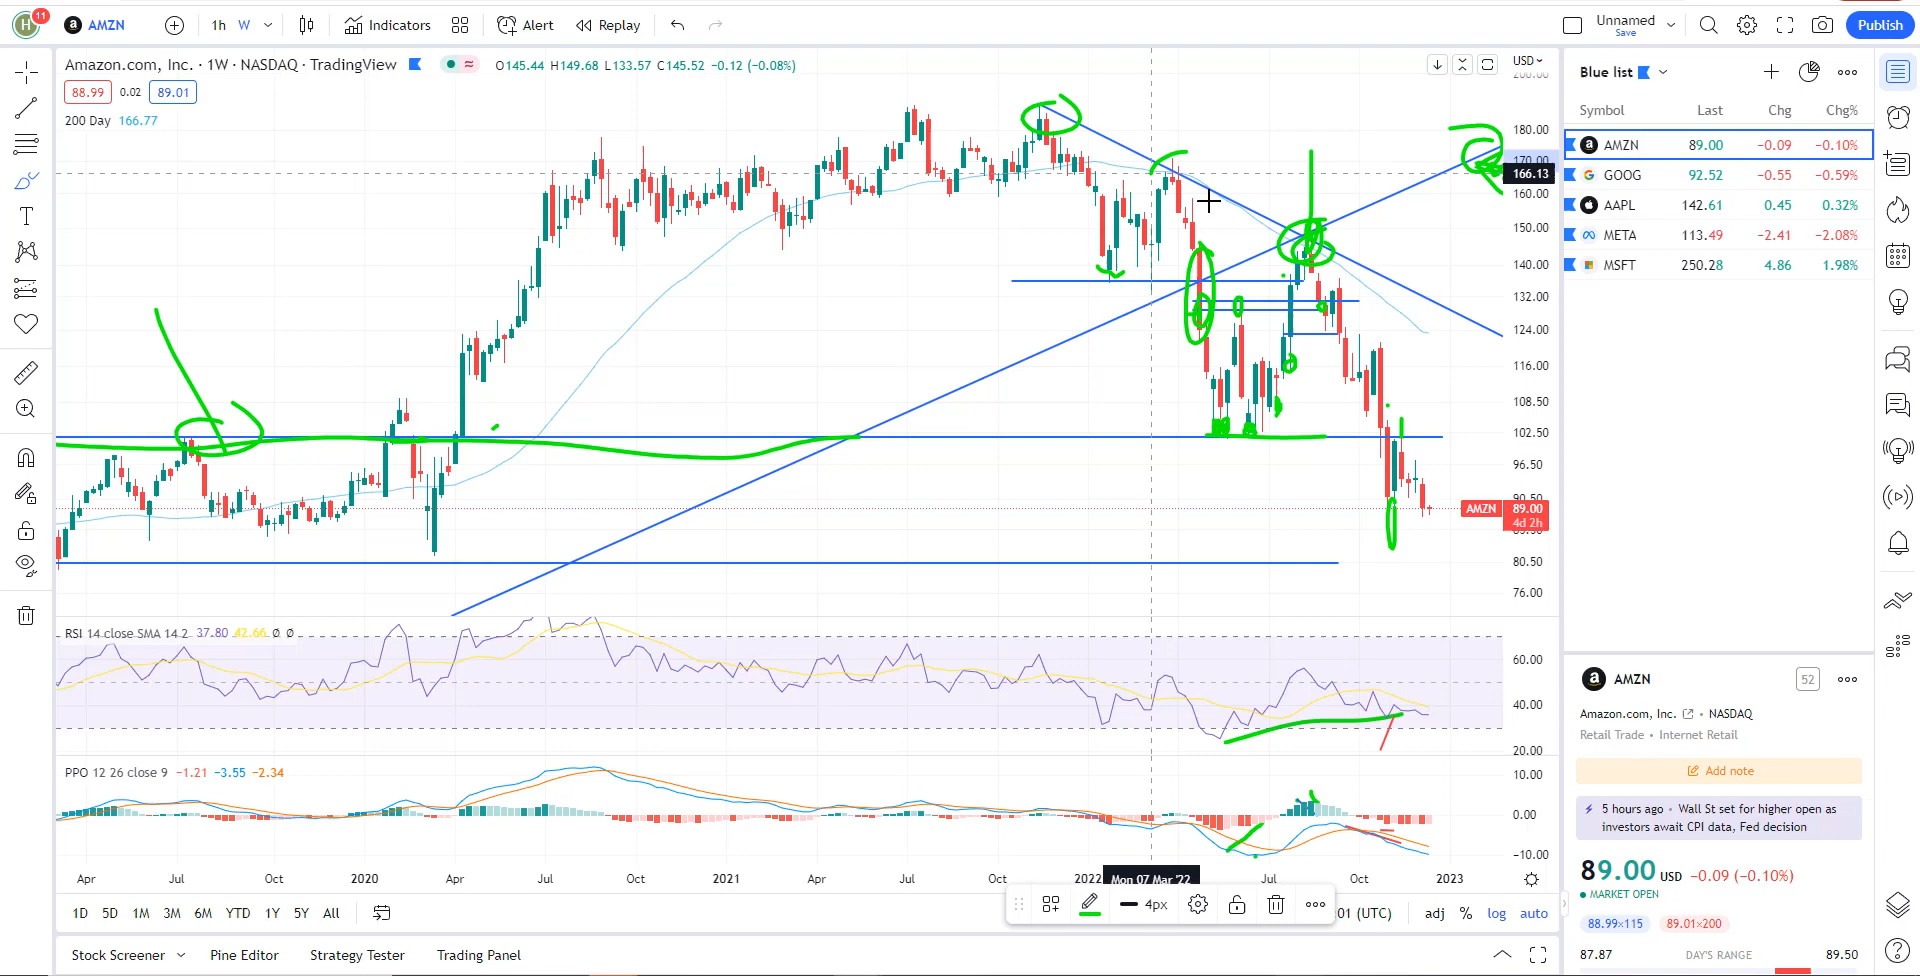 H 11 a AMZN 1h W Indicators Alert Replay Unnamed Save Publish
Amazon.com, Inc. · 1W · NASDAQ · TradingView O145.44 H149.68 L133.57 C145.52 −0.12 (−0.08%)
88.99 0.02 89.01
200 Day 166.77
USD
200.00
180.00
170.00
166.13
160.00
150.00
140.00
132.00
124.00
116.00
108.50
102.50
96.50
90.50
AMZN 89.00
4d 2h
80.50
76.00
RSI 14 close SMA 14 2 37.80 42.66 Ø Ø
60.00
40.00
20.00
PPO 12 26 close 9 −1.21 −3.55 −2.34
10.00
0.00
−10.00
Apr Jul Oct 2020 Apr Jul Oct 2021 Apr Jul Oct 2022 Mon 07 Mar '22 Jul Oct 2023
4px
1D 5D 1M 3M 6M YTD 1Y 5Y All 01 (UTC) adj % log auto
Stock Screener Pine Editor Strategy Tester Trading Panel
Blue list
Symbol Last Chg Chg%
a AMZN 89.00 −0.09 −0.10%
G GOOG 92.52 −0.55 −0.59%
AAPL 142.61 0.45 0.32%
META 113.49 −2.41 −2.08%
MSFT 250.28 4.86 1.98%
a AMZN 52
Amazon.com, Inc. • NASDAQ
Retail Trade • Internet Retail
Add note
5 hours ago • Wall St set for higher open as
investors await CPI data, Fed decision
89.00 USD −0.09 (−0.10%)
MARKET OPEN
88.99×115 89.01×200
87.87 DAY'S RANGE 89.50